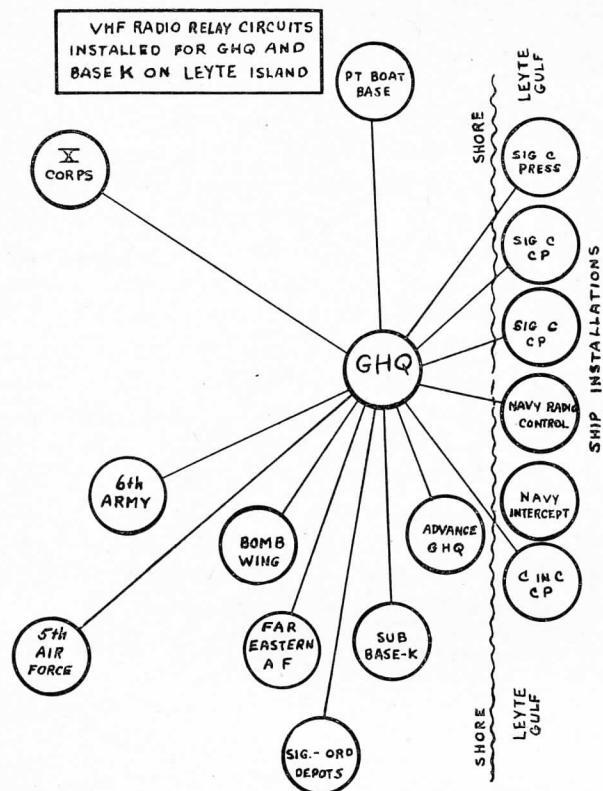 VHF RADIO RELAY CIRCUITS
INSTALLED FOR GHQ AND
BASE K ON LEYTE ISLAND
PT BOAT
BASE
LEYTE
GULF
SHORE
X
CORPS
SIG C
PRESS
SIG C
CP
SIG C
CP
GHQ
NAVY RADIO
CONTROL
SHIP INSTALLATIONS
6th
ARMY
NAVY
INTERCEPT
BOMB
WING
ADVANCE
GHQ
C IN C
CP
5th
AIR
FORCE
FAR
EASTERN
A F
SUB
BASE-K
SIG.-ORD
DEPOTS
SHORE
LEYTE
GULF